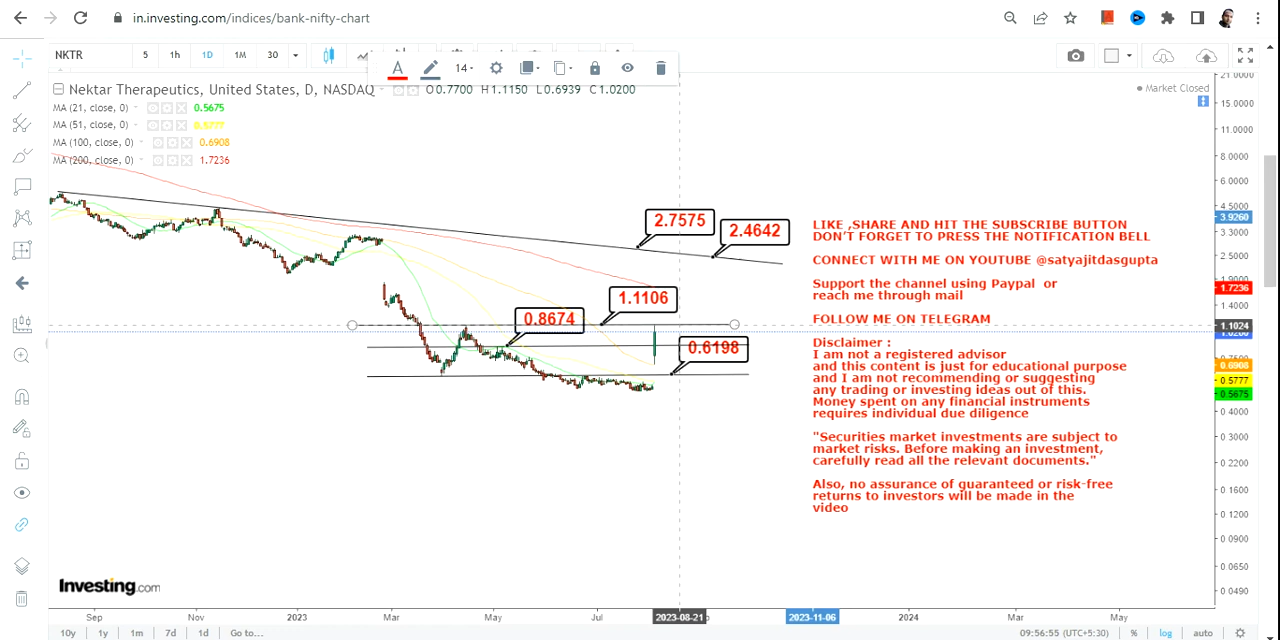 in.investing.com/indices/bank-nifty-chart
NKTR
5
1h
1D
1M
30
14
Nektar Therapeutics, United States, D, NASDAQ
O0.7700 H1.1150 L0.6939 C1.0200
Market Closed
MA (21, close, 0)
0.5675
MA (51, close, 0)
0.5777
MA (100, close, 0)
0.6908
MA (200, close, 0)
1.7236
2.7575
2.4642
1.1106
0.8674
0.6198
LIKE ,SHARE AND HIT THE SUBSCRIBE BUTTON
DON'T FORGET TO PRESS THE NOTIFICATION BELL
CONNECT WITH ME ON YOUTUBE @satyajitdasgupta
Support the channel using Paypal or
reach me through mail
FOLLOW ME ON TELEGRAM
Disclaimer :
I am not a registered advisor
and this content is just for educational purpose
and I am not recommending or suggesting
any trading or investing ideas out of this.
Money spent on any financial instruments
requires individual due diligence
"Securities market investments are subject to
market risks. Before making an investment,
carefully read all the relevant documents."
Also, no assurance of guaranteed or risk-free
returns to investors will be made in the
video
21.0000
15.0000
11.0000
8.0000
6.0000
4.5000
3.9260
3.3000
2.5000
1.9000
1.7236
1.4000
1.1024
0.6908
0.5777
0.5675
0.4000
0.3000
0.2200
0.1600
0.1200
0.0900
0.0650
0.0490
Investing.com
Sep
Nov
2023
Mar
May
Jul
2023-08-21
2023-11-06
2024
Mar
May
10y
1y
1m
7d
1d
Go to...
09:56:55 (UTC+5:30)
%
log
auto